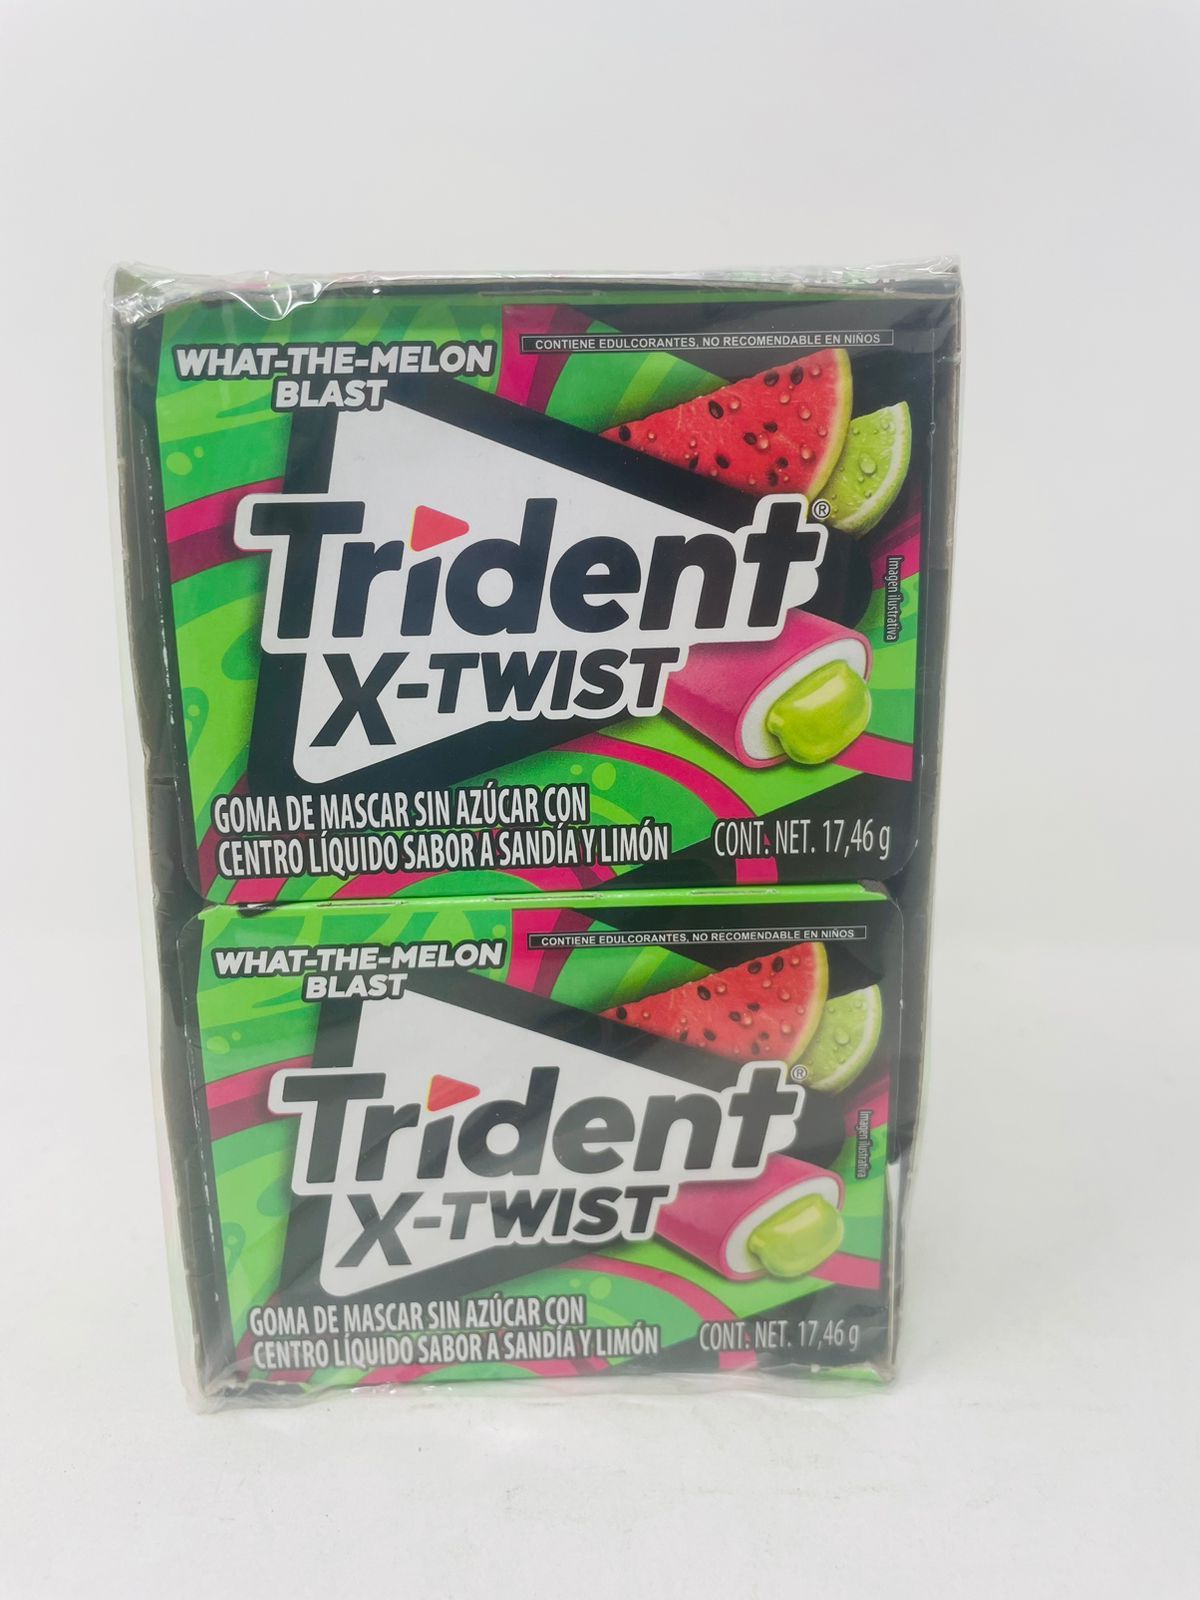 WHAT-THE-MELON
BLAST
CONTIENE EDULCORANTES, NO RECOMENDABLE EN NIÑOS
Trident®
X-TWIST
Imagen ilustrativa
GOMA DE MASCAR SIN AZÚCAR CON
CENTRO LÍQUIDO SABOR A SANDÍA Y LIMÓN
CONT. NET. 17,46 g
WHAT-THE-MELON
BLAST
CONTIENE EDULCORANTES, NO RECOMENDABLE EN NIÑOS
Trident®
X-TWIST
Imagen ilustrativa
GOMA DE MASCAR SIN AZÚCAR CON
CENTRO LÍQUIDO SABOR A SANDÍA Y LIMÓN
CONT. NET. 17,46 g